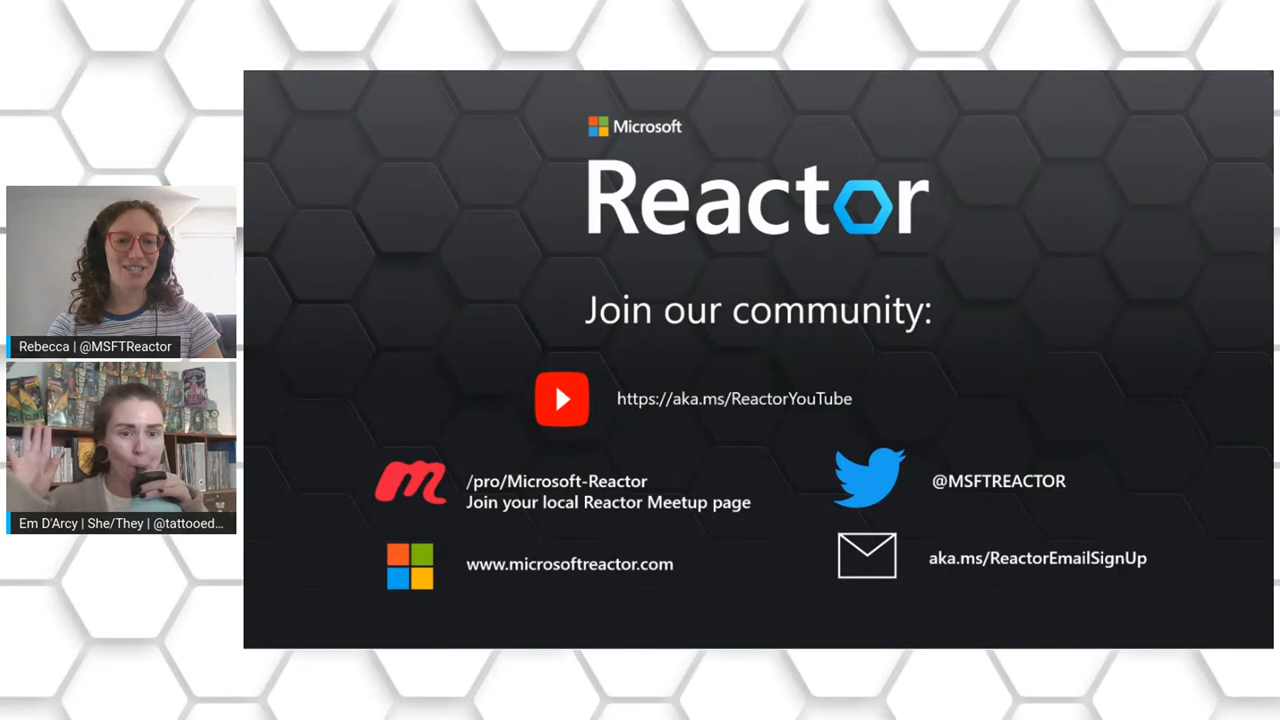 Microsoft
Reactor
Join our community:
https://aka.ms/ReactorYouTube
/pro/Microsoft-Reactor
Join your local Reactor Meetup page
@MSFTREACTOR
www.microsoftreactor.com
aka.ms/ReactorEmailSignUp
Rebecca | @MSFTReactor
Em D'Arcy | She/They | @tattooed…